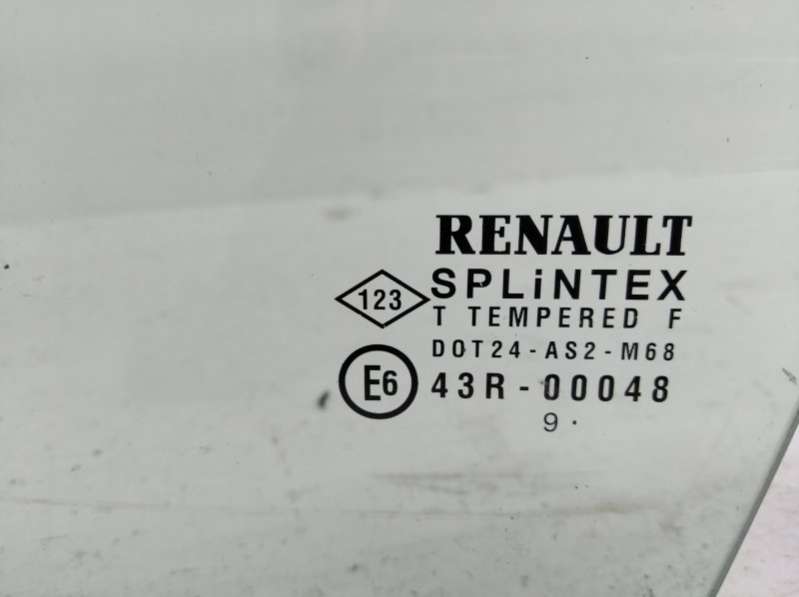 RENAULT
123 SPLiNTEX
T TEMPERED F
DOT24-AS2-M68
E6 43R-00048
9 ·